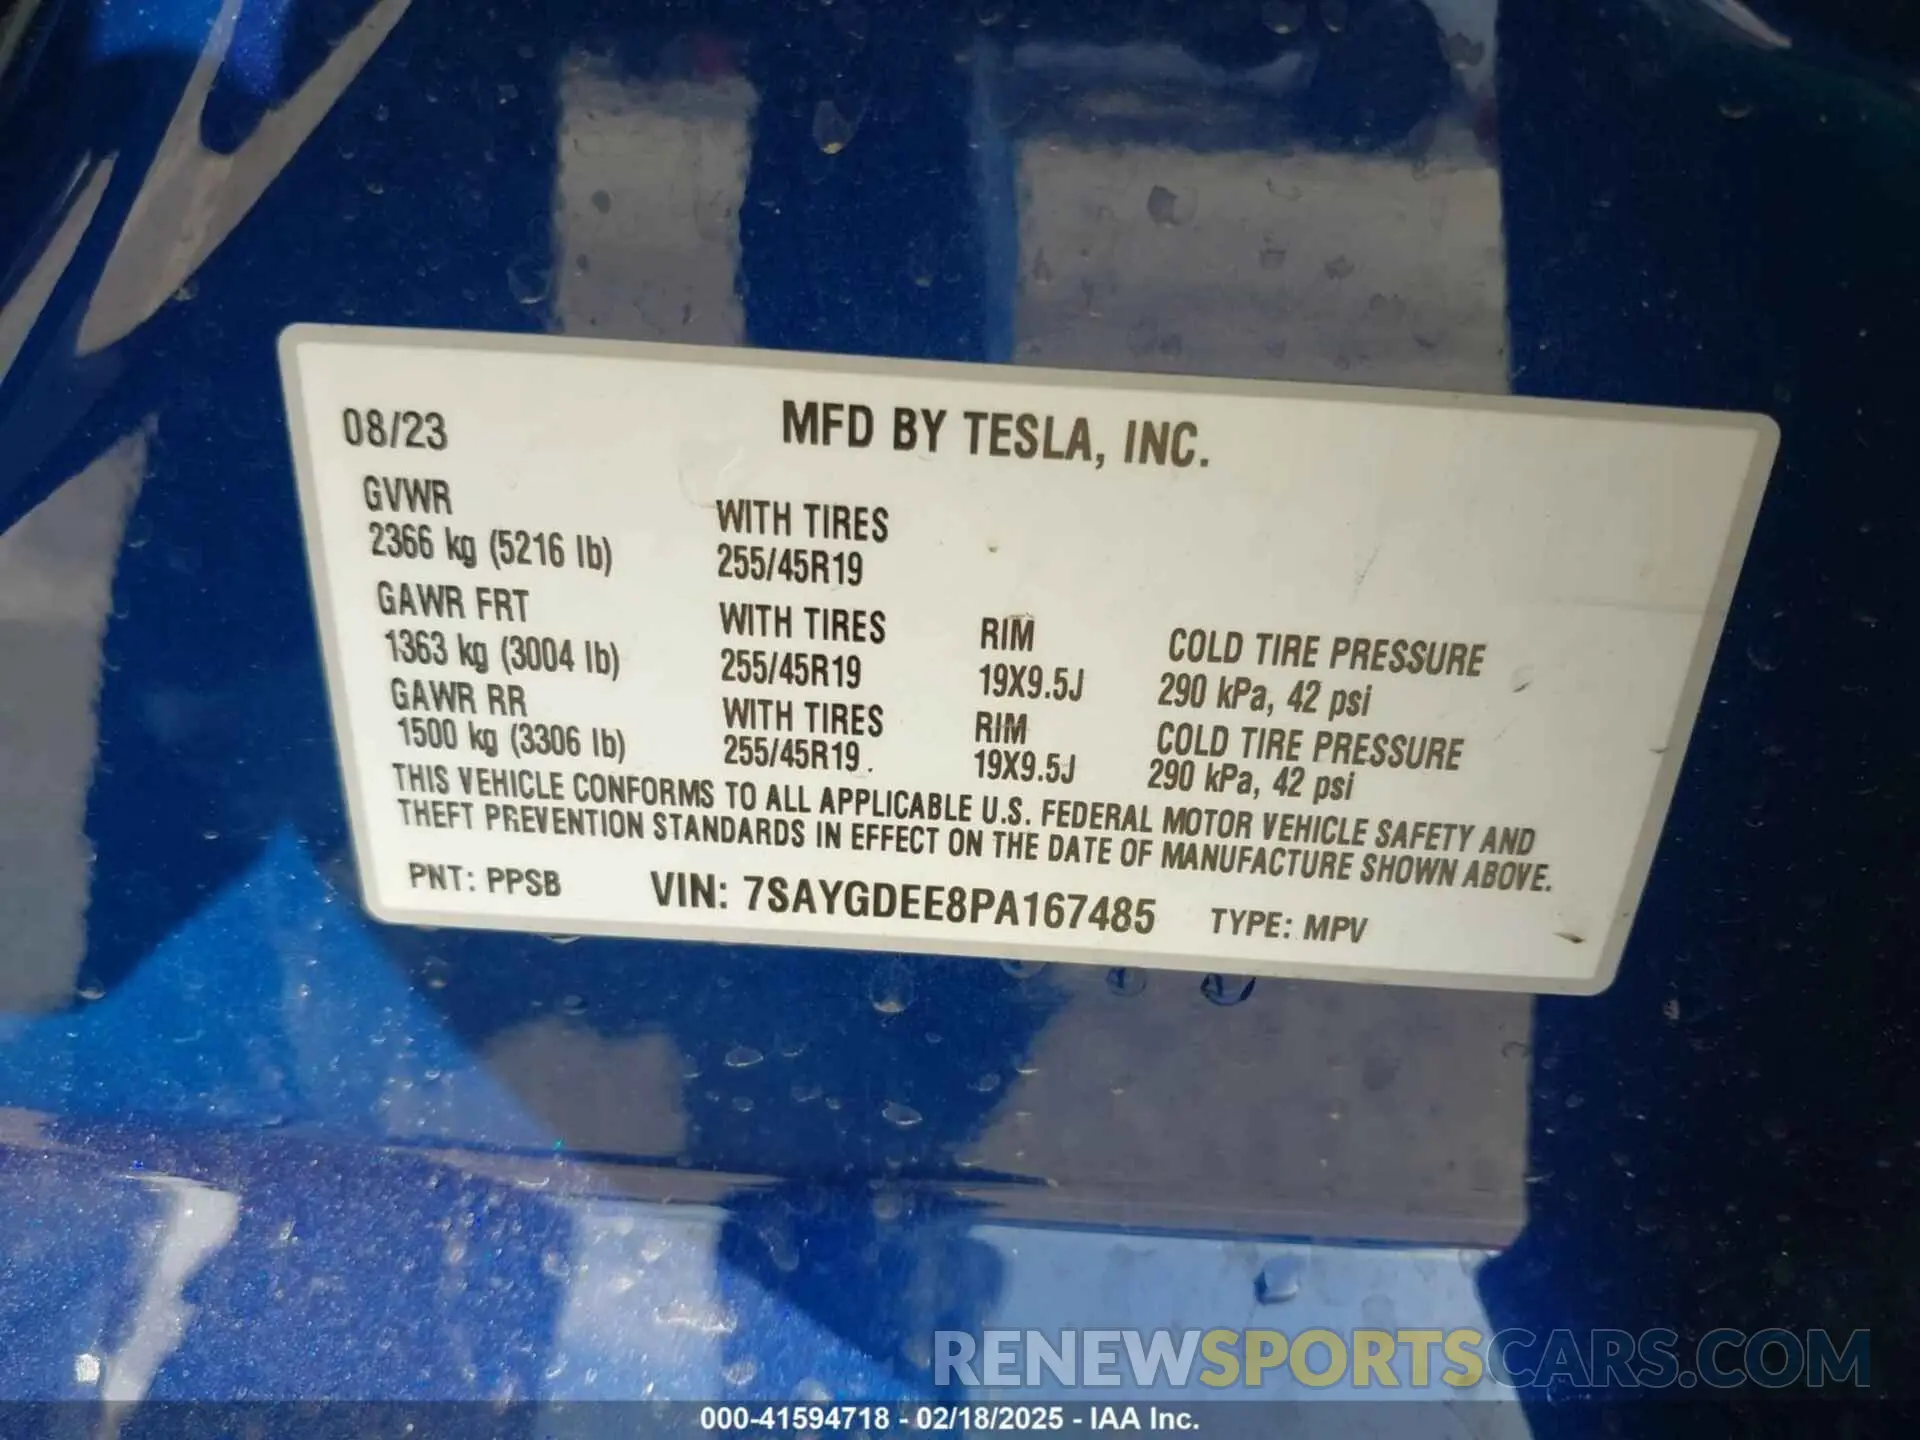 08/23
MFD BY TESLA, INC.
GVWR
2366 kg (5216 lb)
WITH TIRES
255/45R19
GAWR FRT
1363 kg (3004 lb)
WITH TIRES
255/45R19
RIM
19X9.5J
COLD TIRE PRESSURE
290 kPa, 42 psi
GAWR RR
1500 kg (3306 lb)
WITH TIRES
255/45R19
RIM
19X9.5J
COLD TIRE PRESSURE
290 kPa, 42 psi
THIS VEHICLE CONFORMS TO ALL APPLICABLE U.S. FEDERAL MOTOR VEHICLE SAFETY AND
THEFT PREVENTION STANDARDS IN EFFECT ON THE DATE OF MANUFACTURE SHOWN ABOVE.
PNT: PPSB VIN: 7SAYGDEE8PA167485 TYPE: MPV
RENEWSPORTSCARS.COM
000-41594718 - 02/18/2025 - IAA Inc.